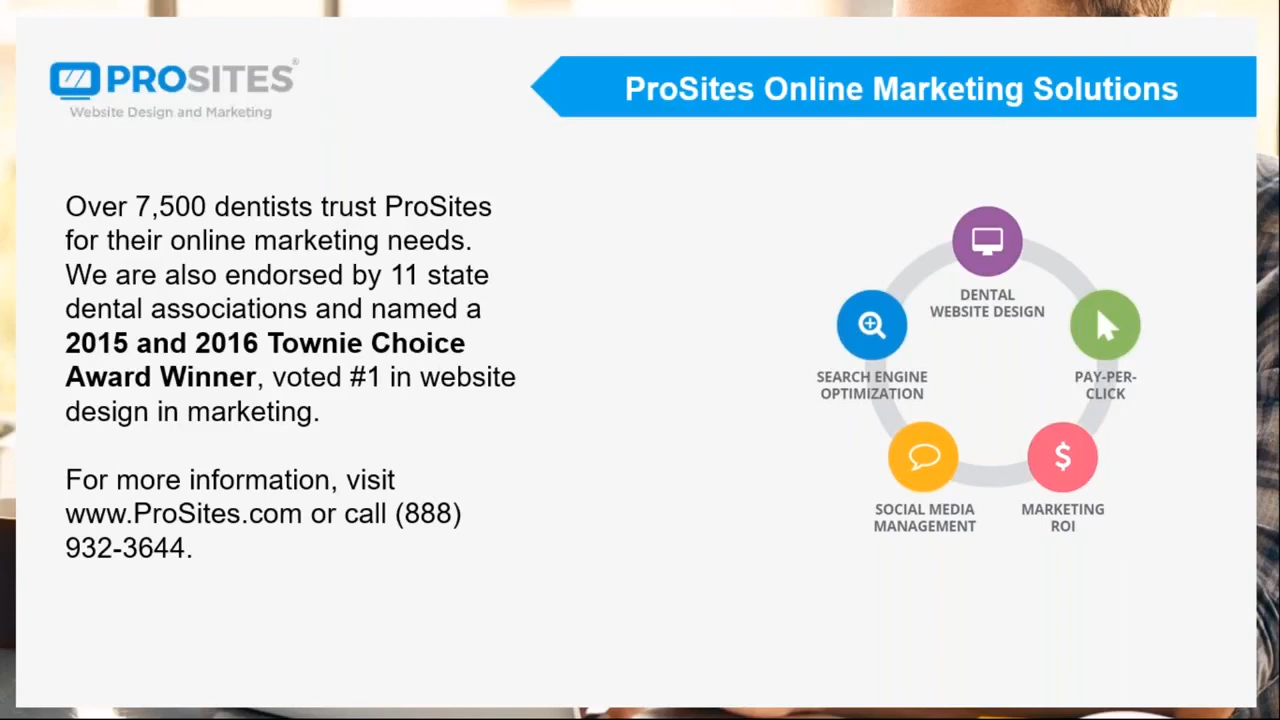 PROSITES®
Website Design and Marketing
ProSites Online Marketing Solutions
Over 7,500 dentists trust ProSites
for their online marketing needs.
We are also endorsed by 11 state
dental associations and named a
2015 and 2016 Townie Choice
Award Winner, voted #1 in website
design in marketing.
For more information, visit
www.ProSites.com or call (888)
932-3644.
DENTAL
WEBSITE DESIGN
SEARCH ENGINE
OPTIMIZATION
PAY-PER-
CLICK
SOCIAL MEDIA
MANAGEMENT
$
MARKETING
ROI